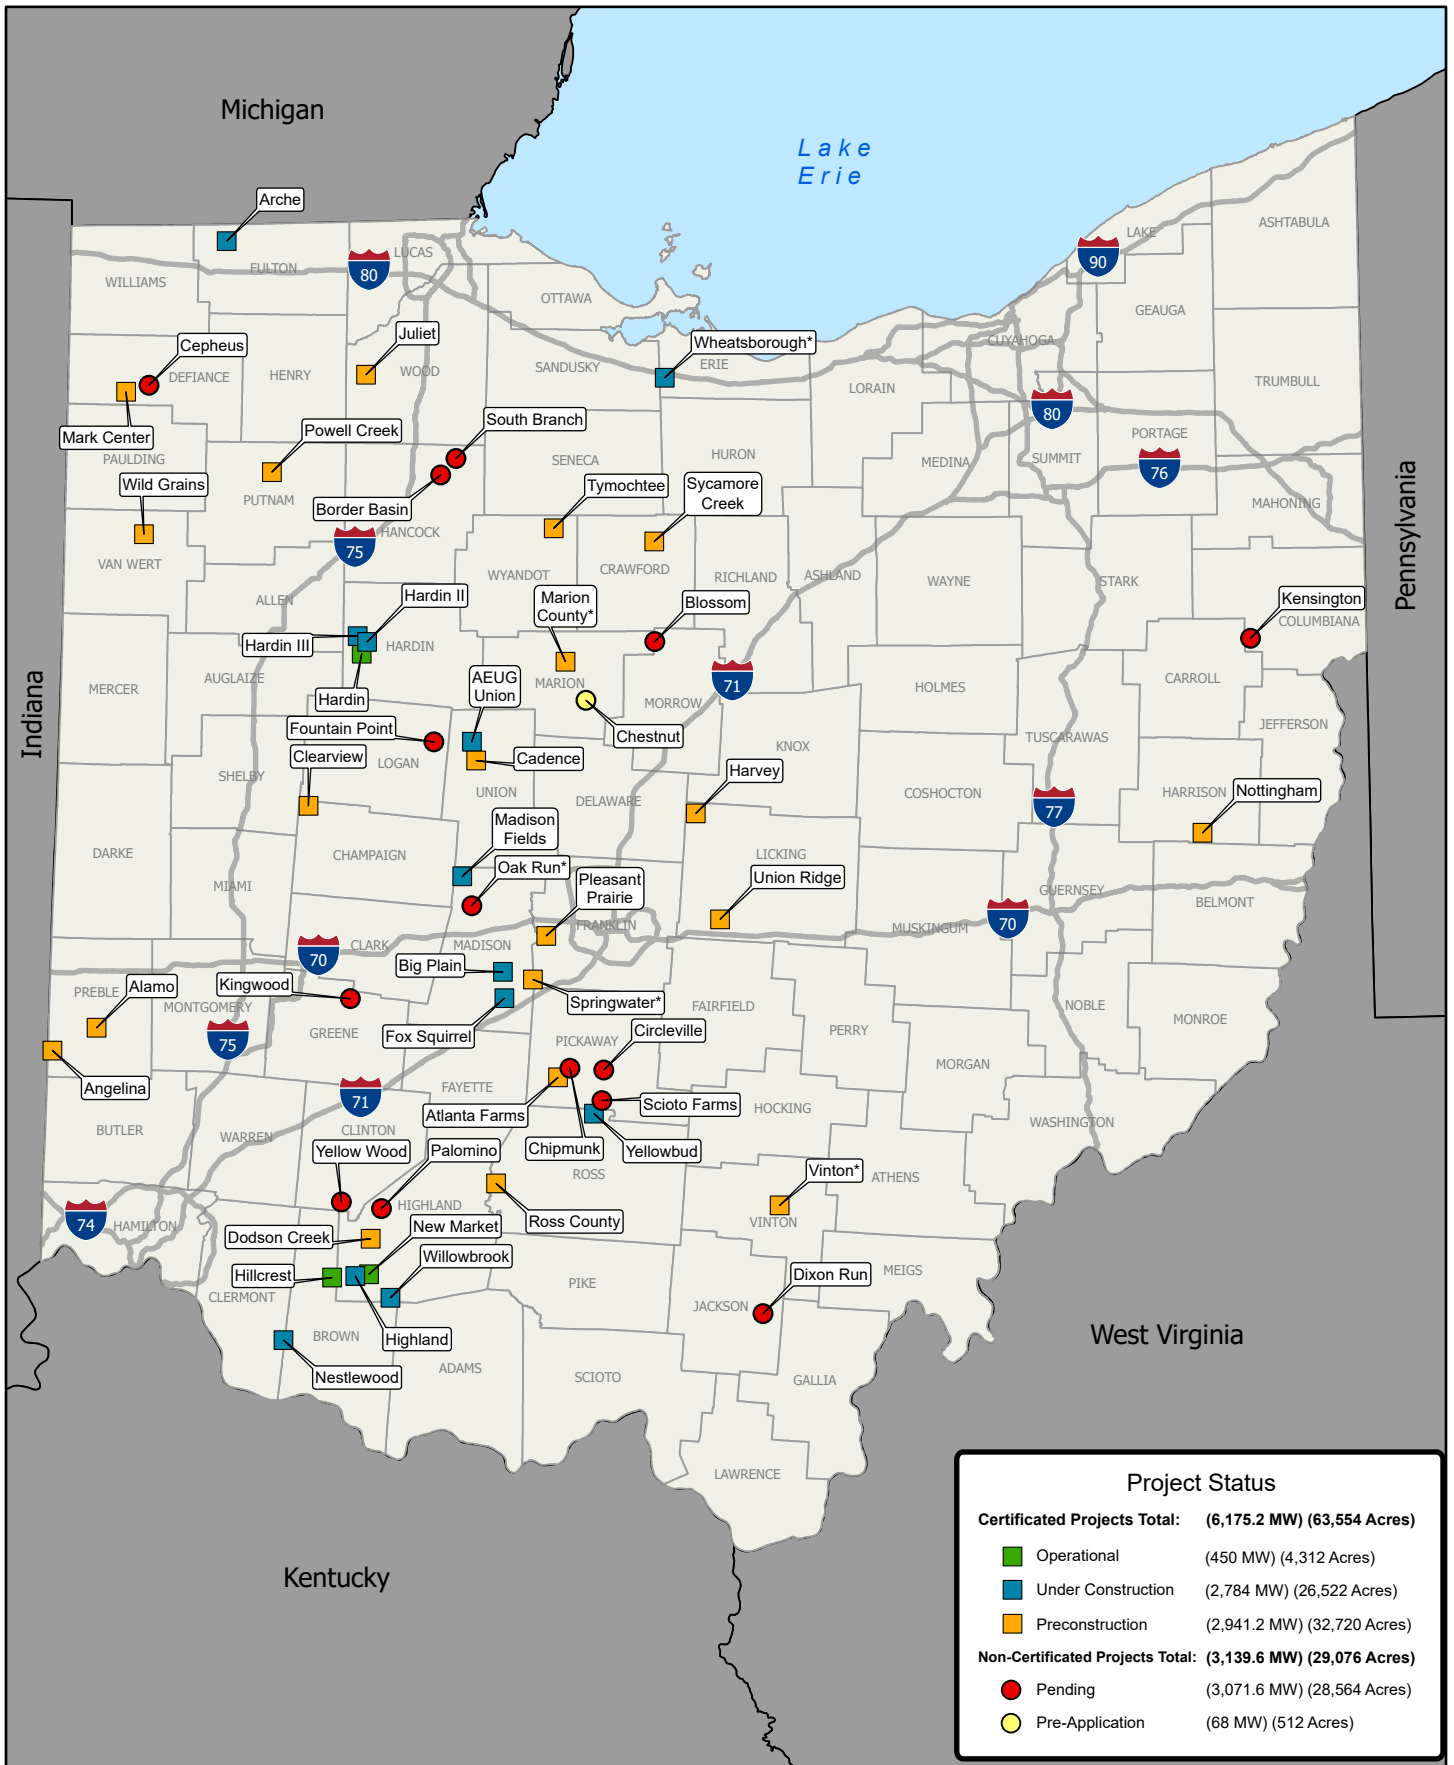 Michigan
Lake
Erie
Arche
ASHTABULA
LAKE
LUCAS
90
FULTON
80
WILLIAMS
OTTAWA
GEAUGA
Juliet
Wheatsborough*
CUYAHOGA
Cepheus
ERIE
DEFIANCE
HENRY
WOOD
SANDUSKY
LORAIN
TRUMBULL
80
South Branch
Mark Center
Powell Creek
PORTAGE
PAULDING
SENECA
HURON
MEDINA
SUMMIT
76
Wild Grains
Tymochtee
Sycamore
Creek
PUTNAM
Border Basin
MAHONING
Pennsylvania
HANCOCK
75
VAN WERT
WYANDOT
CRAWFORD
RICHLAND
ASHLAND
WAYNE
STARK
ALLEN
Hardin II
Marion
County*
Blossom
Kensington
COLUMBIANA
Hardin III
HARDIN
AUGLAIZE
AEUG
Union
MARION
71
CARROLL
MERCER
HOLMES
Hardin
MORROW
Indiana
Fountain Point
Chestnut
JEFFERSON
Clearview
LOGAN
Cadence
KNOX
TUSCARAWAS
SHELBY
Harvey
UNION
DELAWARE
COSHOCTON
HARRISON
Nottingham
77
Madison
Fields
DARKE
CHAMPAIGN
LICKING
Oak Run*
Pleasant
Prairie
Union Ridge
MIAMI
GUERNSEY
BELMONT
FRANKLIN
MUSKINGUM
70
CLARK
MADISON
70
Big Plain
Kingwood
Alamo
PREBLE
MONTGOMERY
Springwater*
FAIRFIELD
NOBLE
MONROE
GREENE
Fox Squirrel
Circleville
PERRY
75
PICKAWAY
MORGAN
Angelina
FAYETTE
71
Atlanta Farms
Scioto Farms
HOCKING
BUTLER
WARREN
CLINTON
WASHINGTON
Yellow Wood
Palomino
Chipmunk
Yellowbud
ROSS
Vinton*
ATHENS
HIGHLAND
74
HAMILTON
Ross County
VINTON
New Market
Dodson Creek
Willowbrook
Hillcrest
Dixon Run
MEIGS
PIKE
CLERMONT
JACKSON
BROWN
Highland
West Virginia
Nestlewood
ADAMS
SCIOTO
GALLIA
LAWRENCE
Kentucky
Project Status
Certificated Projects Total: (6,175.2 MW) (63,554 Acres)
Operational (450 MW) (4,312 Acres)
Under Construction (2,784 MW) (26,522 Acres)
Preconstruction (2,941.2 MW) (32,720 Acres)
Non-Certificated Projects Total: (3,139.6 MW) (29,076 Acres)
Pending (3,071.6 MW) (28,564 Acres)
Pre-Application (68 MW) (512 Acres)